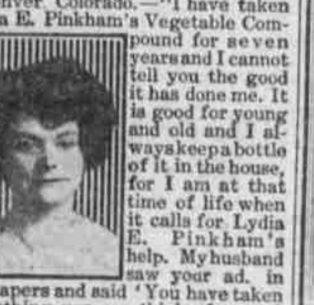 nver, Colorado.—"I have taken
a E. Pinkham's Vegetable Com-
pound for seven
years and I cannot
tell you the good
it has done me. It
is good for young
and old and I al-
ways keep a bottle
of it in the house,
for I am at that
time of life when
it calls for Lydia
E. Pinkham's
help. My husband
saw your ad. in
apers and said 'You have taken